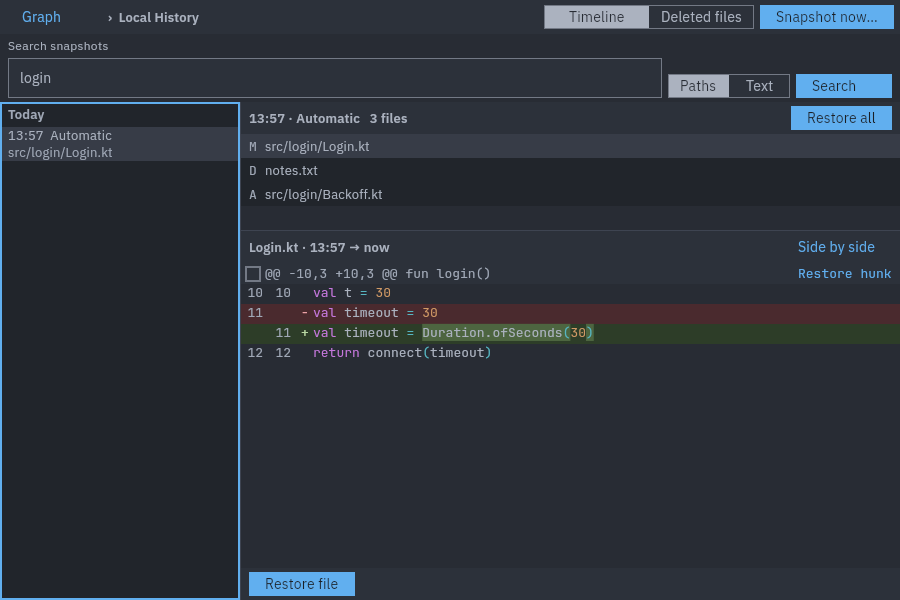 Graph › Local History Timeline Deleted files Snapshot now...
Search snapshots
login Paths Text Search
Today
13:57 Automatic
src/login/Login.kt
13:57 · Automatic 3 files Restore all
M src/login/Login.kt
D notes.txt
A src/login/Backoff.kt
Login.kt · 13:57 → now Side by side
@@ -10,3 +10,3 @@ fun login() Restore hunk
10 10 val t = 30
11 - val timeout = 30
11 + val timeout = Duration.ofSeconds(30)
12 12 return connect(timeout)
Restore file